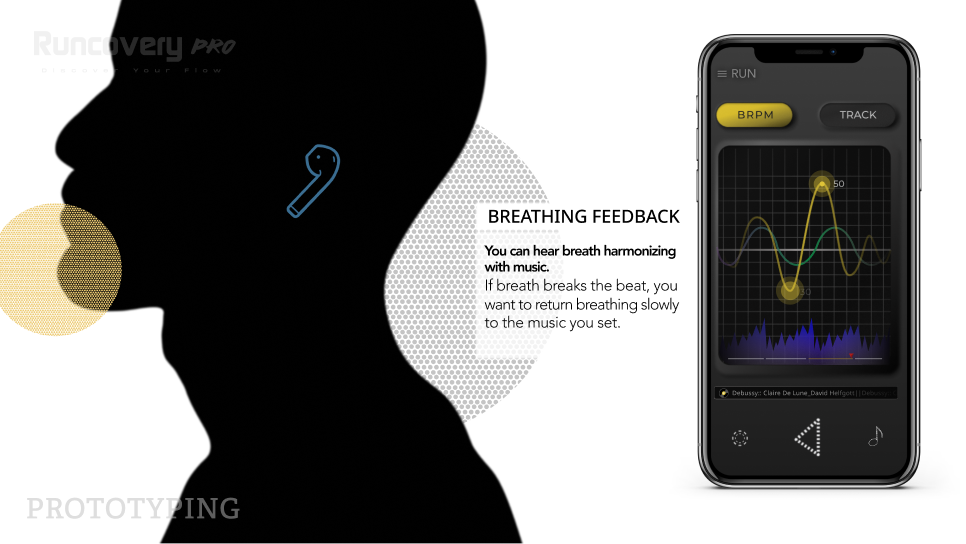 Runcovery PRO
Discover Your Flow
BREATHING FEEDBACK
You can hear breath harmonizing
with music.
If breath breaks the beat, you
want to return breathing slowly
to the music you set.
RUN
BRPM
TRACK
50
30
Debussy:: Claire De Lune_David Helfgott||Debussy
PROTOTYPING